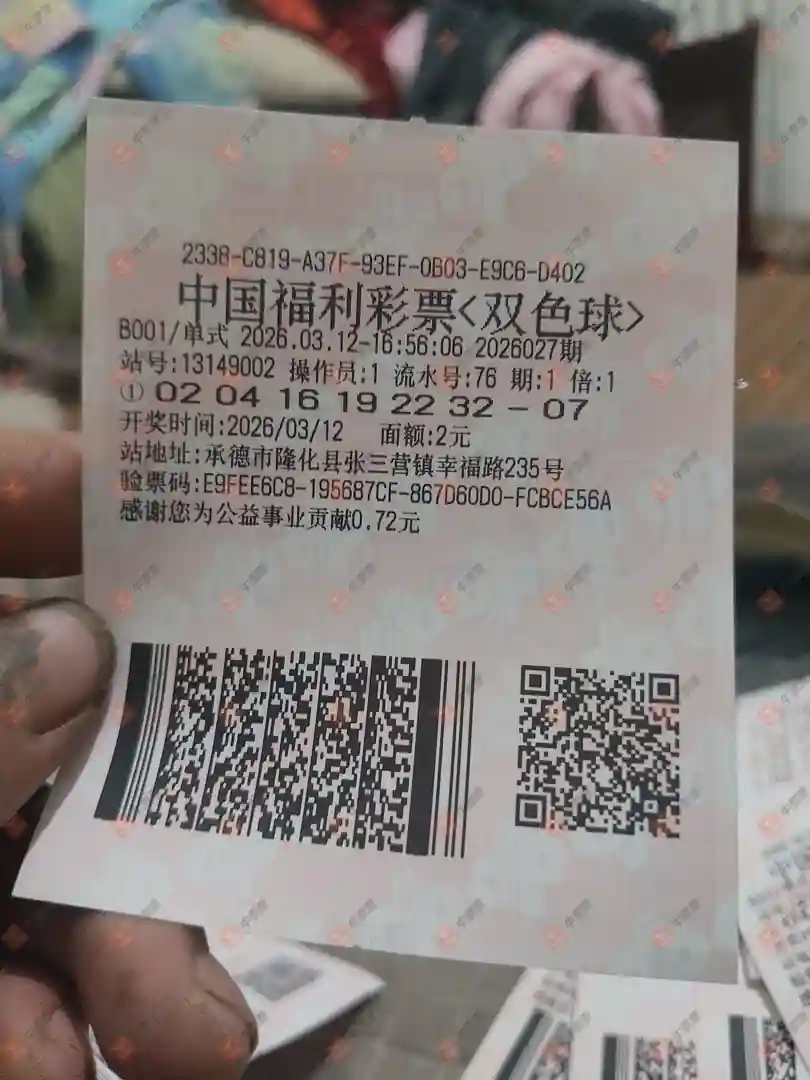 2338-C819-A37F-93EF-0B03-E9C6-D402
中国福利彩票<双色球>
B001/单式 2026.03.12-16:56:06 2026027期
站号:13149002 操作员:1 流水号:76 期:1 倍:1
① 02 04 16 19 22 32 - 07
开奖时间:2026/03/12 面额:2元
站地址:承德市隆化县张三营镇幸福路235号
验票码:E9FEE6C8-195687CF-867D60D0-FCBCE56A
感谢您为公益事业贡献0.72元